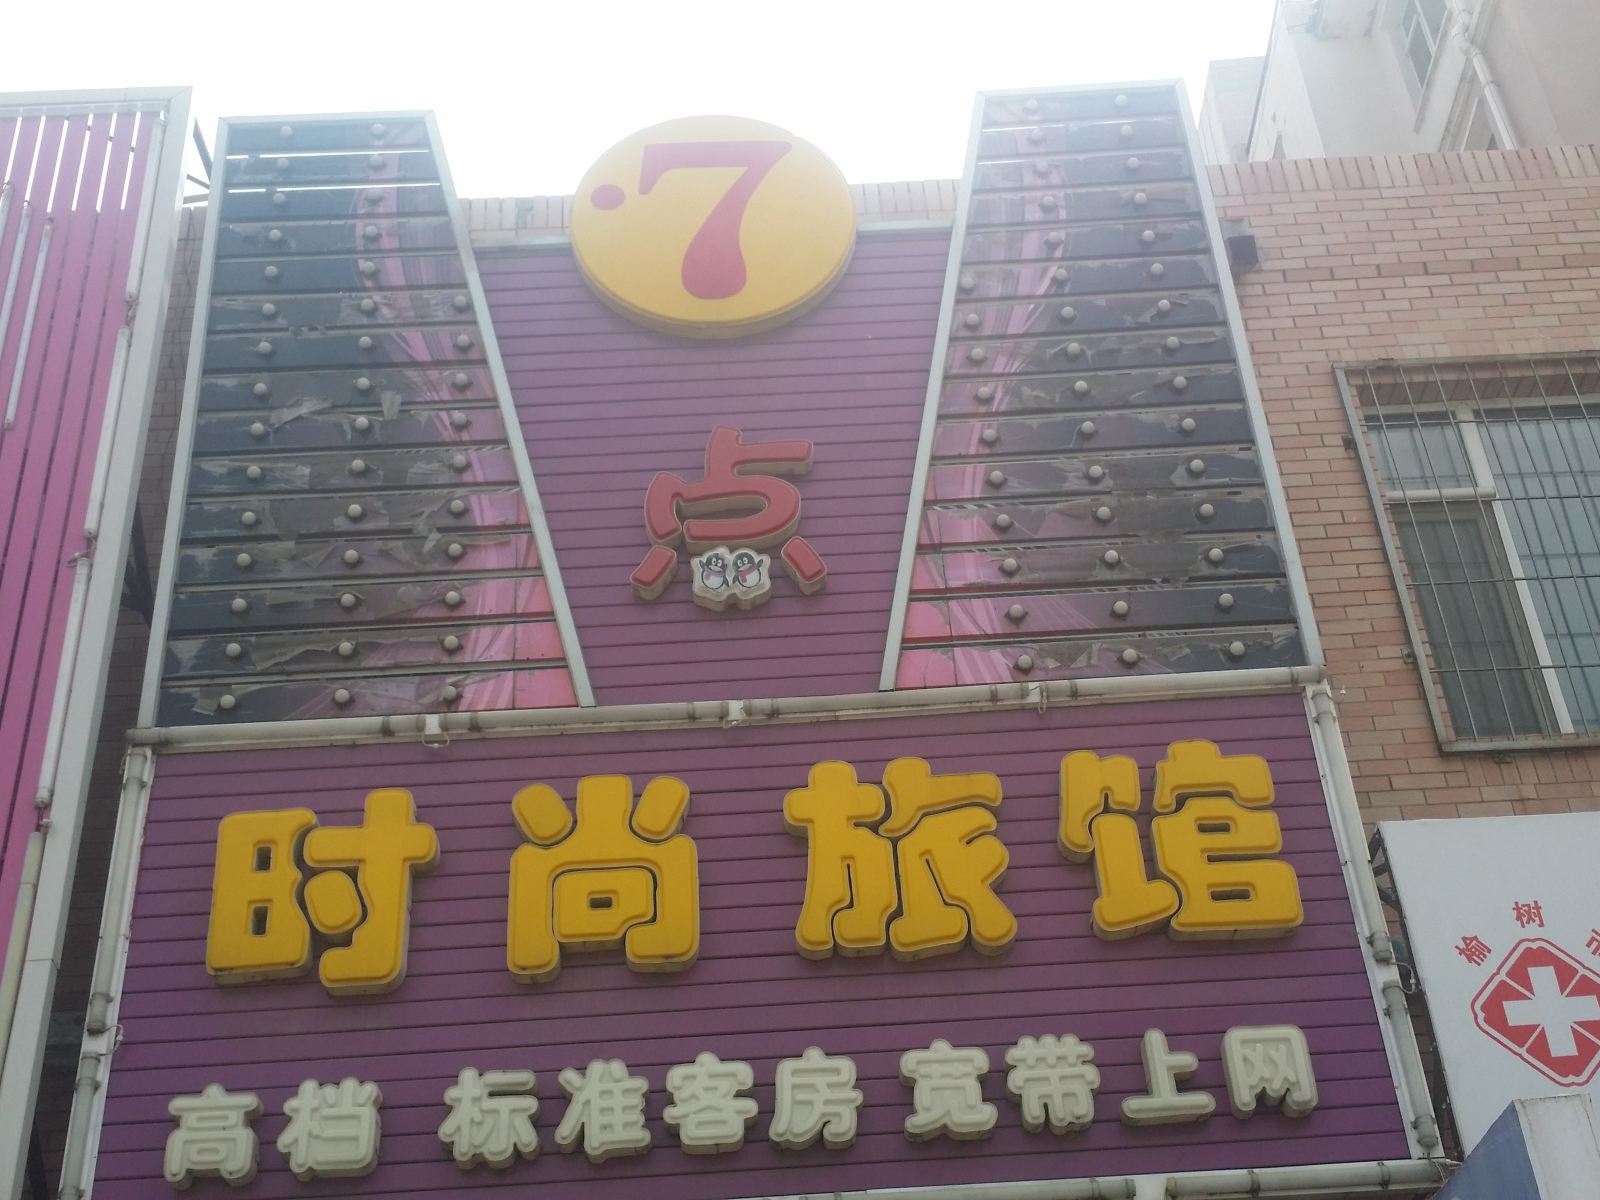 ·7
点
时尚旅馆
高档 标准客房 宽带上网
榆树